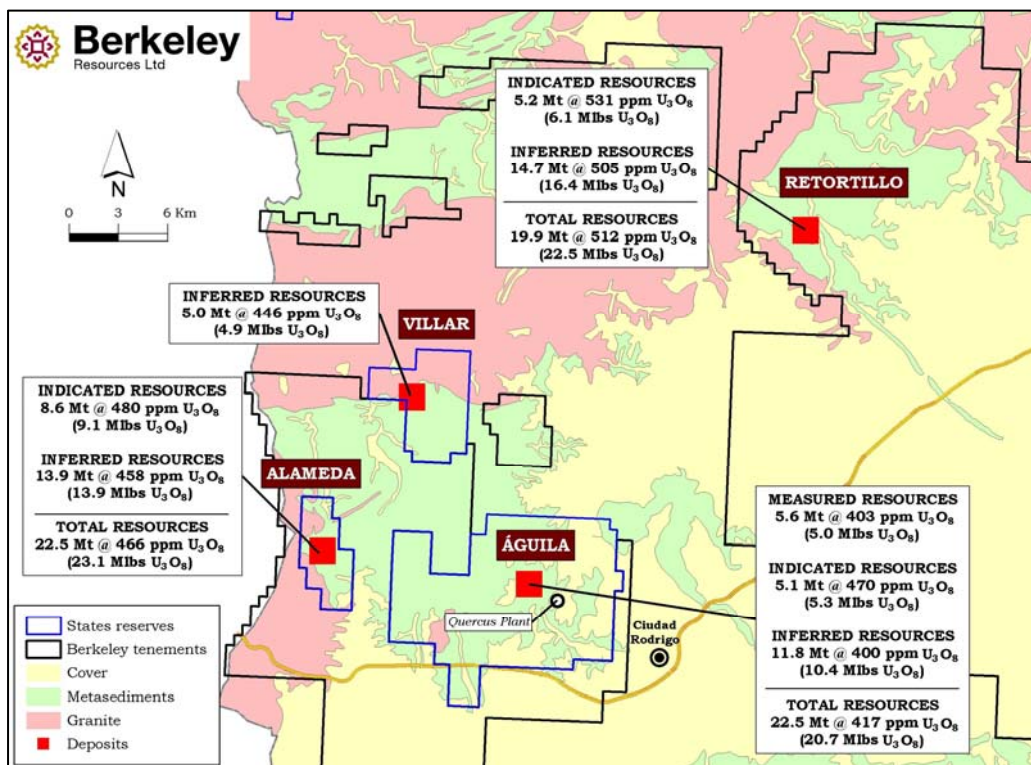 Berkeley
Resources Ltd
N
0 3 6 Km
INDICATED RESOURCES
5.2 Mt @ 531 ppm U₃O₈
(6.1 Mlbs U₃O₈)
INFERRED RESOURCES
14.7 Mt @ 505 ppm U₃O₈
(16.4 Mlbs U₃O₈)
TOTAL RESOURCES
19.9 Mt @ 512 ppm U₃O₈
(22.5 Mlbs U₃O₈)
RETORTILLO
INFERRED RESOURCES
5.0 Mt @ 446 ppm U₃O₈
(4.9 Mlbs U₃O₈)
VILLAR
INDICATED RESOURCES
8.6 Mt @ 480 ppm U₃O₈
(9.1 Mlbs U₃O₈)
INFERRED RESOURCES
13.9 Mt @ 458 ppm U₃O₈
(13.9 Mlbs U₃O₈)
TOTAL RESOURCES
22.5 Mt @ 466 ppm U₃O₈
(23.1 Mlbs U₃O₈)
ALAMEDA
ÁGUILA
Quercus Plant
Ciudad
Rodrigo
MEASURED RESOURCES
5.6 Mt @ 403 ppm U₃O₈
(5.0 Mlbs U₃O₈)
INDICATED RESOURCES
5.1 Mt @ 470 ppm U₃O₈
(5.3 Mlbs U₃O₈)
INFERRED RESOURCES
11.8 Mt @ 400 ppm U₃O₈
(10.4 Mlbs U₃O₈)
TOTAL RESOURCES
22.5 Mt @ 417 ppm U₃O₈
(20.7 Mlbs U₃O₈)
States reserves
Berkeley tenements
Cover
Metasediments
Granite
Deposits